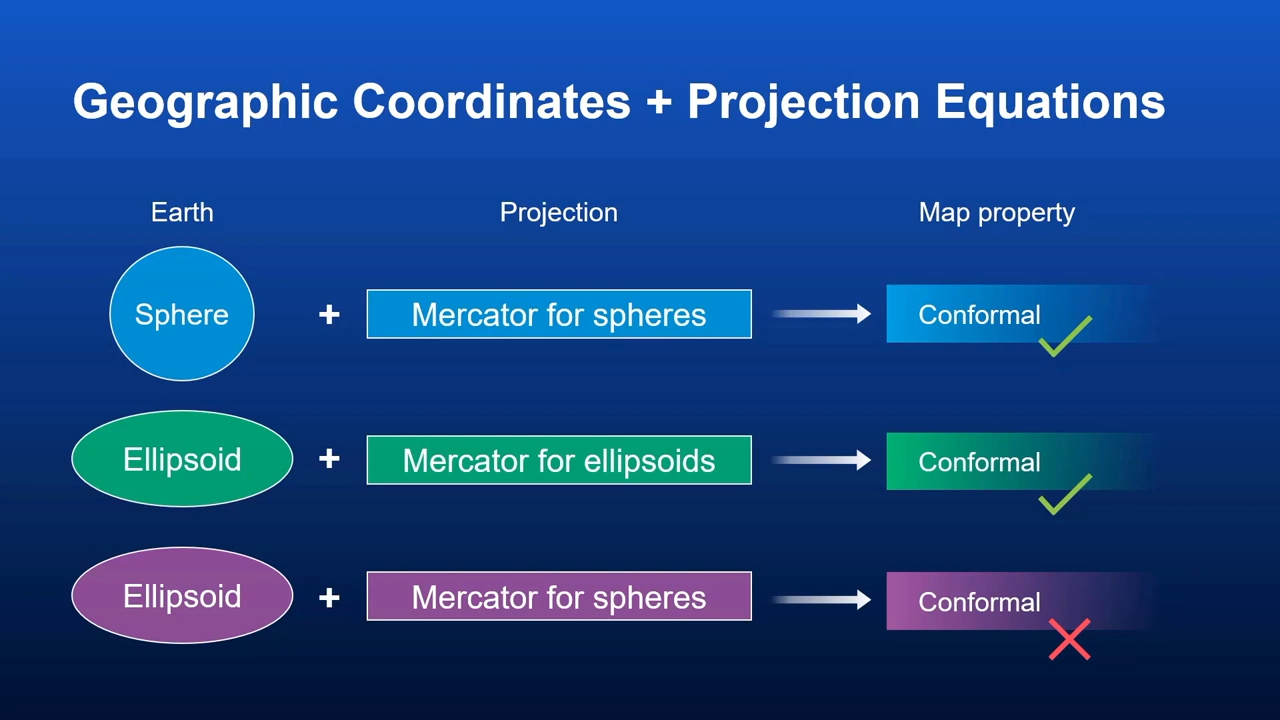 Geographic Coordinates + Projection Equations
Earth Projection Map property
Sphere + Mercator for spheres Conformal
Ellipsoid + Mercator for ellipsoids Conformal
Ellipsoid + Mercator for spheres Conformal